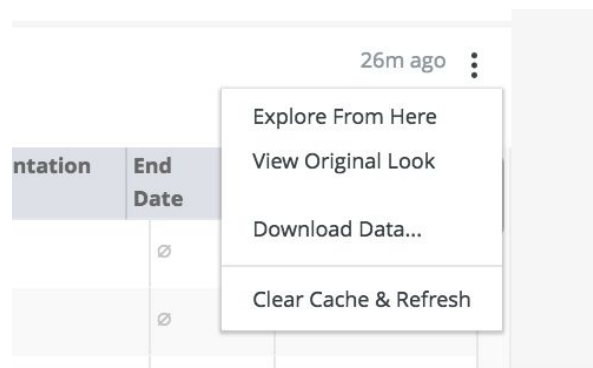 26m ago
Explore From Here
ntation
End
View Original Look
Date
Download Data...
∅
Clear Cache & Refresh
∅